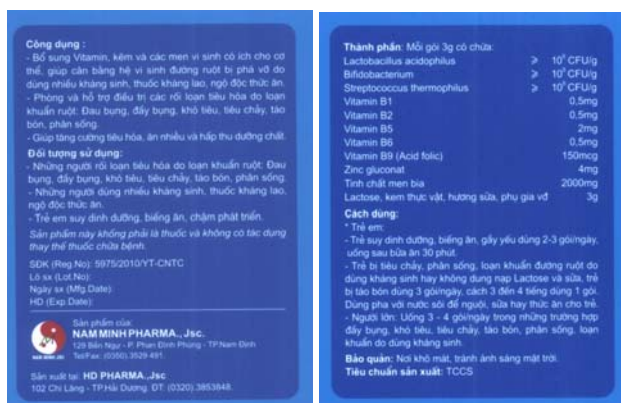 Công dụng :
- Bổ sung Vitamin, kẽm và các men vi sinh có ích cho cơ
thể, giúp cân bằng hệ vi sinh đường ruột bị phá vỡ do
dùng nhiều kháng sinh, thuốc kháng lao, ngộ độc thức ăn.
- Phòng và hỗ trợ điều trị các rối loạn tiêu hóa do loạn
khuẩn ruột: Đau bụng, đầy bụng, khó tiêu, tiêu chảy, táo
bón, phân sống.
- Giúp tăng cường tiêu hóa, ăn nhiều và hấp thu dưỡng chất.
Đối tượng sử dụng:
- Những người rối loạn tiêu hóa do loạn khuẩn ruột: Đau
bụng, đầy bụng, khó tiêu, tiêu chảy, táo bón, phân sống.
- Những người dùng nhiều kháng sinh, thuốc kháng lao,
ngộ độc thức ăn.
- Trẻ em suy dinh dưỡng, biếng ăn, chậm phát triển.
Sản phẩm này không phải là thuốc và không có tác dụng
thay thế thuốc chữa bệnh.
SĐK (Reg.No): 5975/2010/YT-CNTC
Lô sx (Lot.No):
Ngày sx (Mfg.Date):
HD (Exp.Date):
Sản phẩm của:
NAM MINH PHARMA., Jsc.
129 Bến Ngự - P. Phan Đình Phùng - TP.Nam Định
Tel/Fax: (0350).3529 491.
NAM MINH JSC
Sản xuất tại: HD PHARMA.,Jsc
102 Chi Lăng - TP.Hải Dương. ĐT: (0320).3853848.
Thành phần: Mỗi gói 3g có chứa:
Lactobacillus acidophilus ⩾ CFU/g
Bifidobacterium ⩾ CFU/g
Streptococcus thermophilus ⩾ CFU/g
Vitamin B1 0,5mg
Vitamin B2 0,5mg
Vitamin B5 2mg
Vitamin B6 0,5mg
Vitamin B9 (Acid folic) 150mcg
Zinc gluconat 4mg
Tinh chất men bia 2000mg
Lactose, kem thực vật, hương sữa, phụ gia vđ 3g
Cách dùng:
* Trẻ em:
- Trẻ suy dinh dưỡng, biếng ăn, gầy yếu dùng 2-3 gói/ngày,
uống sau bữa ăn 30 phút.
- Trẻ bị tiêu chảy, phân sống, loạn khuẩn đường ruột do
dùng kháng sinh hay không dung nạp Lactose và sữa, trẻ
bị táo bón dùng 3 gói/ngày, cách 3 đến 4 tiếng dùng 1 gói.
Dùng pha với nước sôi để nguội, sữa hay thức ăn cho trẻ.
- Người lớn: Uống 3 - 4 gói/ngày trong những trường hợp
đầy bụng, khó tiêu, tiêu chảy, táo bón, phân sống, loạn
khuẩn do dùng kháng sinh.
Bảo quản: Nơi khô mát, tránh ánh sáng mặt trời.
Tiêu chuẩn sản xuất: TCCS